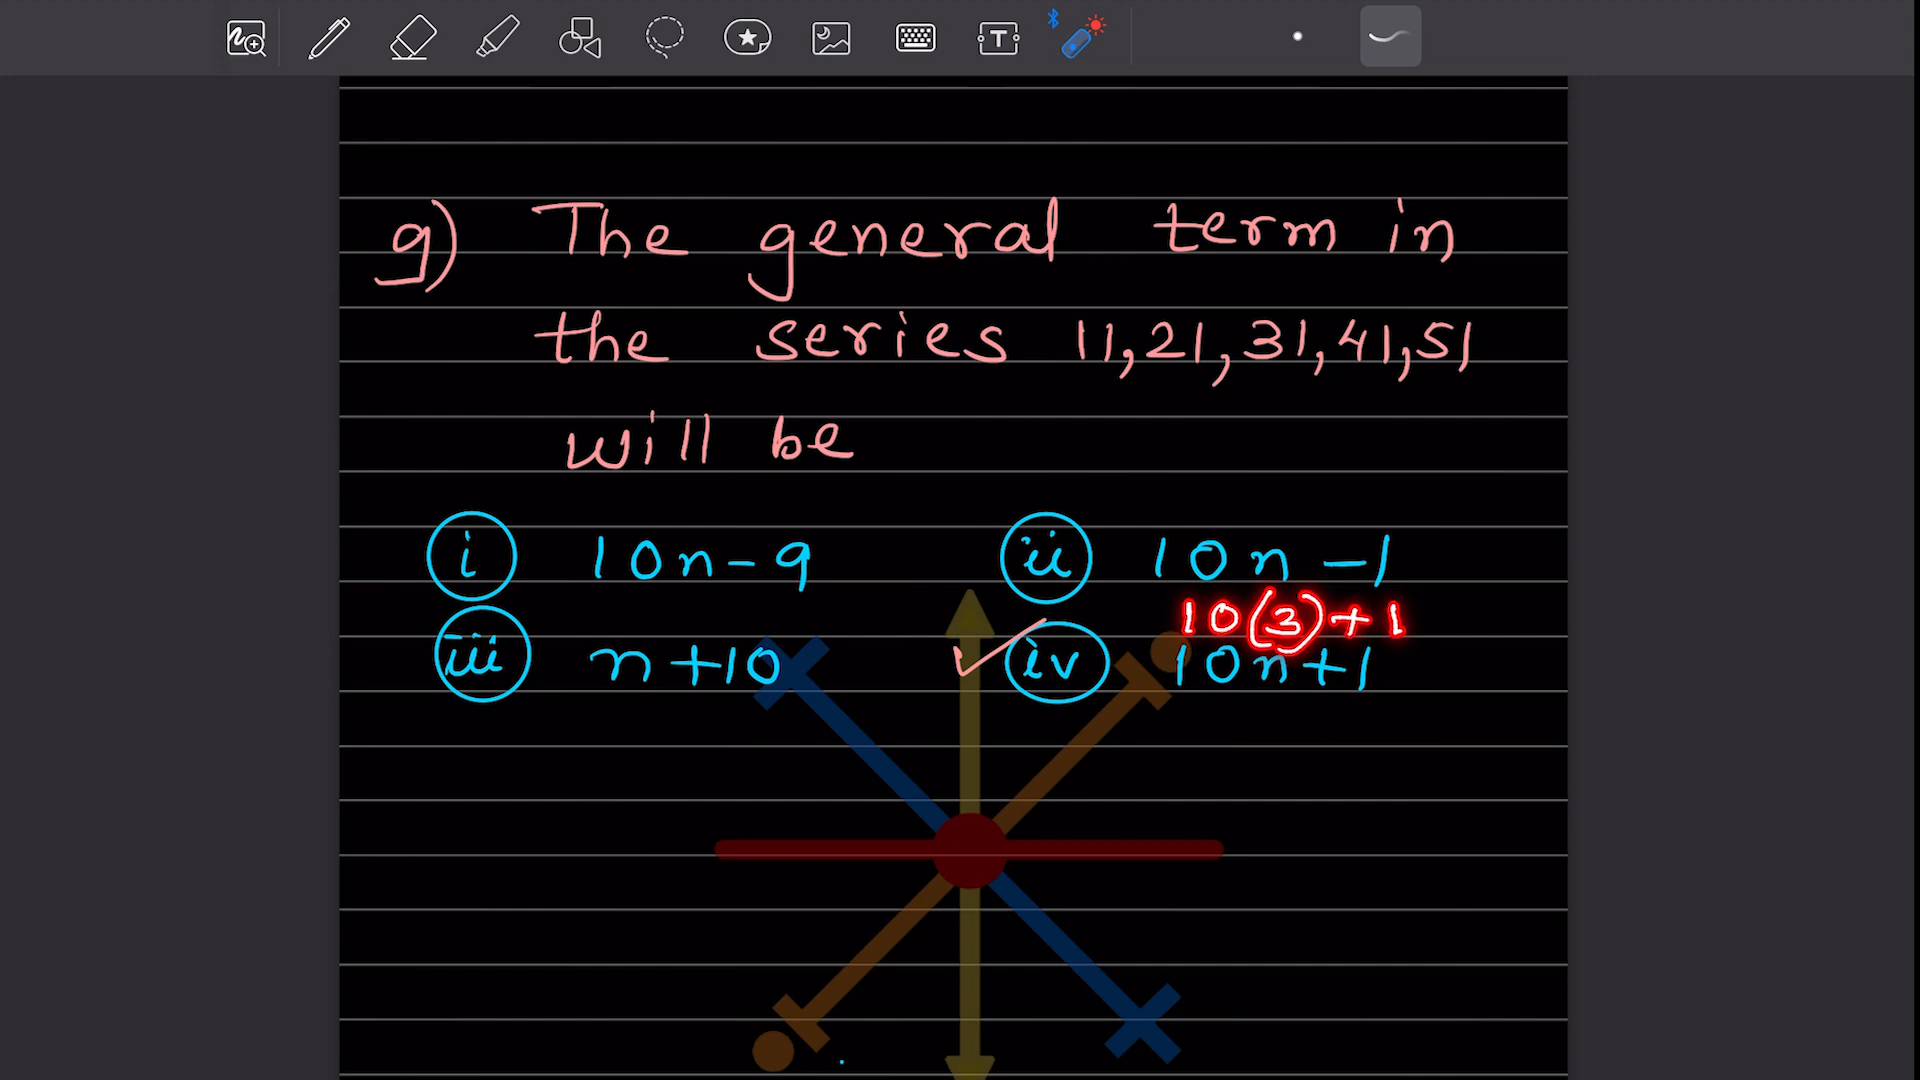 g) The general term in
the series 11, 21, 31, 41, 51
will be
i 10n - 9 ii 10n - 1
10(3) + 1
iii n + 10 iv 10n + 1